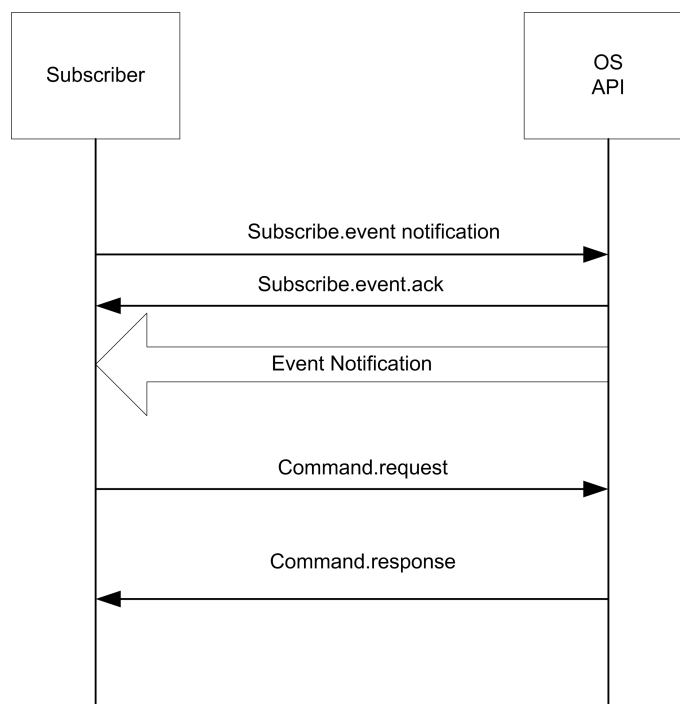 Subscriber
OS
API
Subscribe.event notification
Subscribe.event.ack
Event Notification
Command.request
Command.response